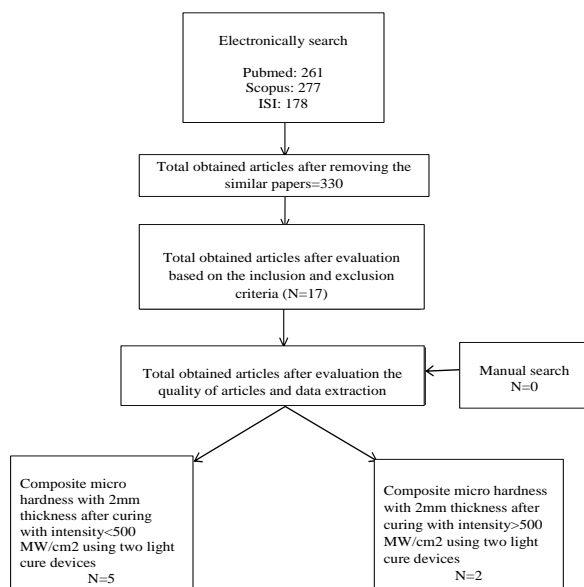 Electronically search
Pubmed: 261
Scopus: 277
ISI: 178
Total obtained articles after removing the
similar papers=330
Total obtained articles after evaluation
based on the inclusion and exclusion
criteria (N=17)
Total obtained articles after evaluation the
quality of articles and data extraction
Manual search
N=0
Composite micro
hardness with 2mm
thickness after curing
with intensity<500
MW/cm2 using two light
cure devices
N=5
Composite micro hardness
with 2mm thickness after
curing with intensity>500
MW/cm2 using two light
cure devices
N=2